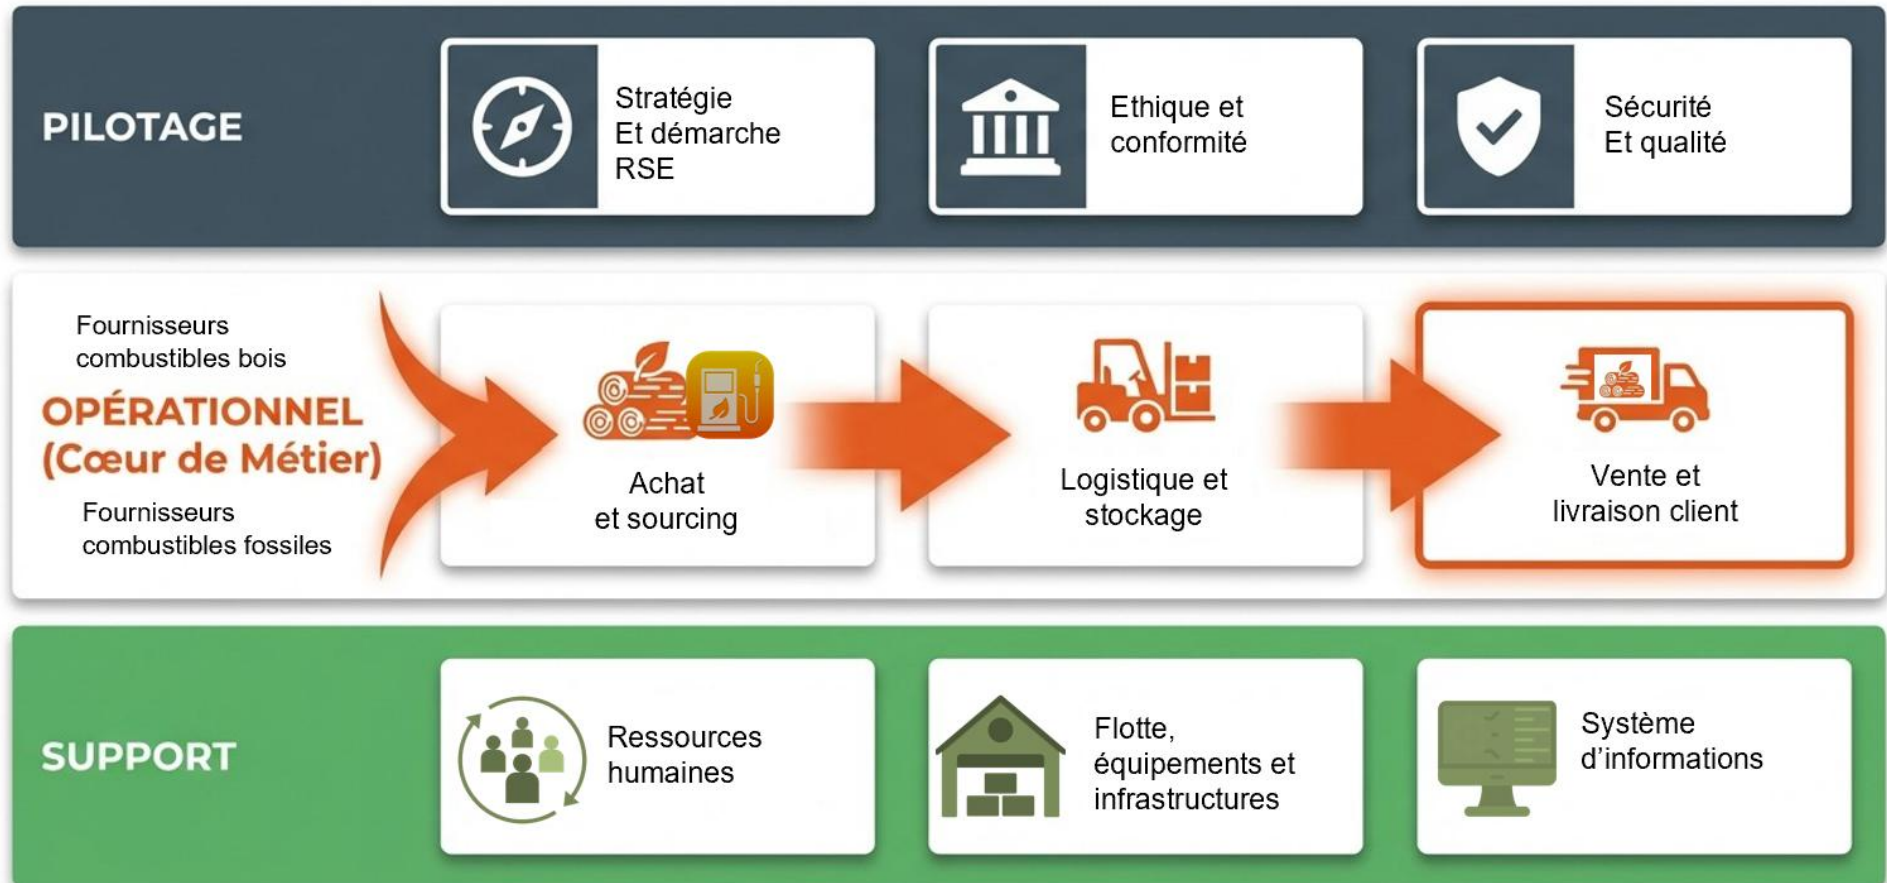 PILOTAGE
Stratégie
Et démarche
RSE
Ethique et
conformité
Sécurité
Et qualité
Fournisseurs
combustibles bois
OPÉRATIONNEL
(Cœur de Métier)
Fournisseurs
combustibles fossiles
Achat
et sourcing
Logistique et
stockage
Vente et
livraison client
SUPPORT
Ressources
humaines
Flotte,
équipements et
infrastructures
Système
d’informations